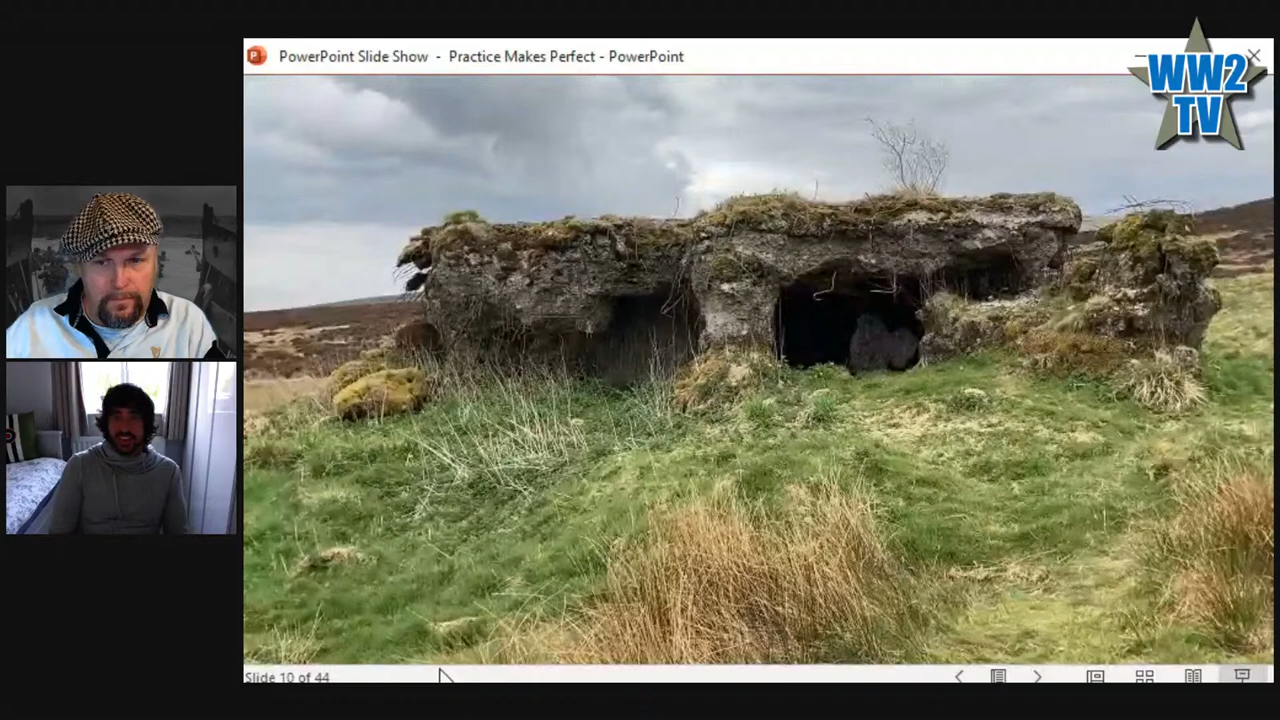 PowerPoint Slide Show - Practice Makes Perfect - PowerPoint
WW2
TV
Slide 10 of 44